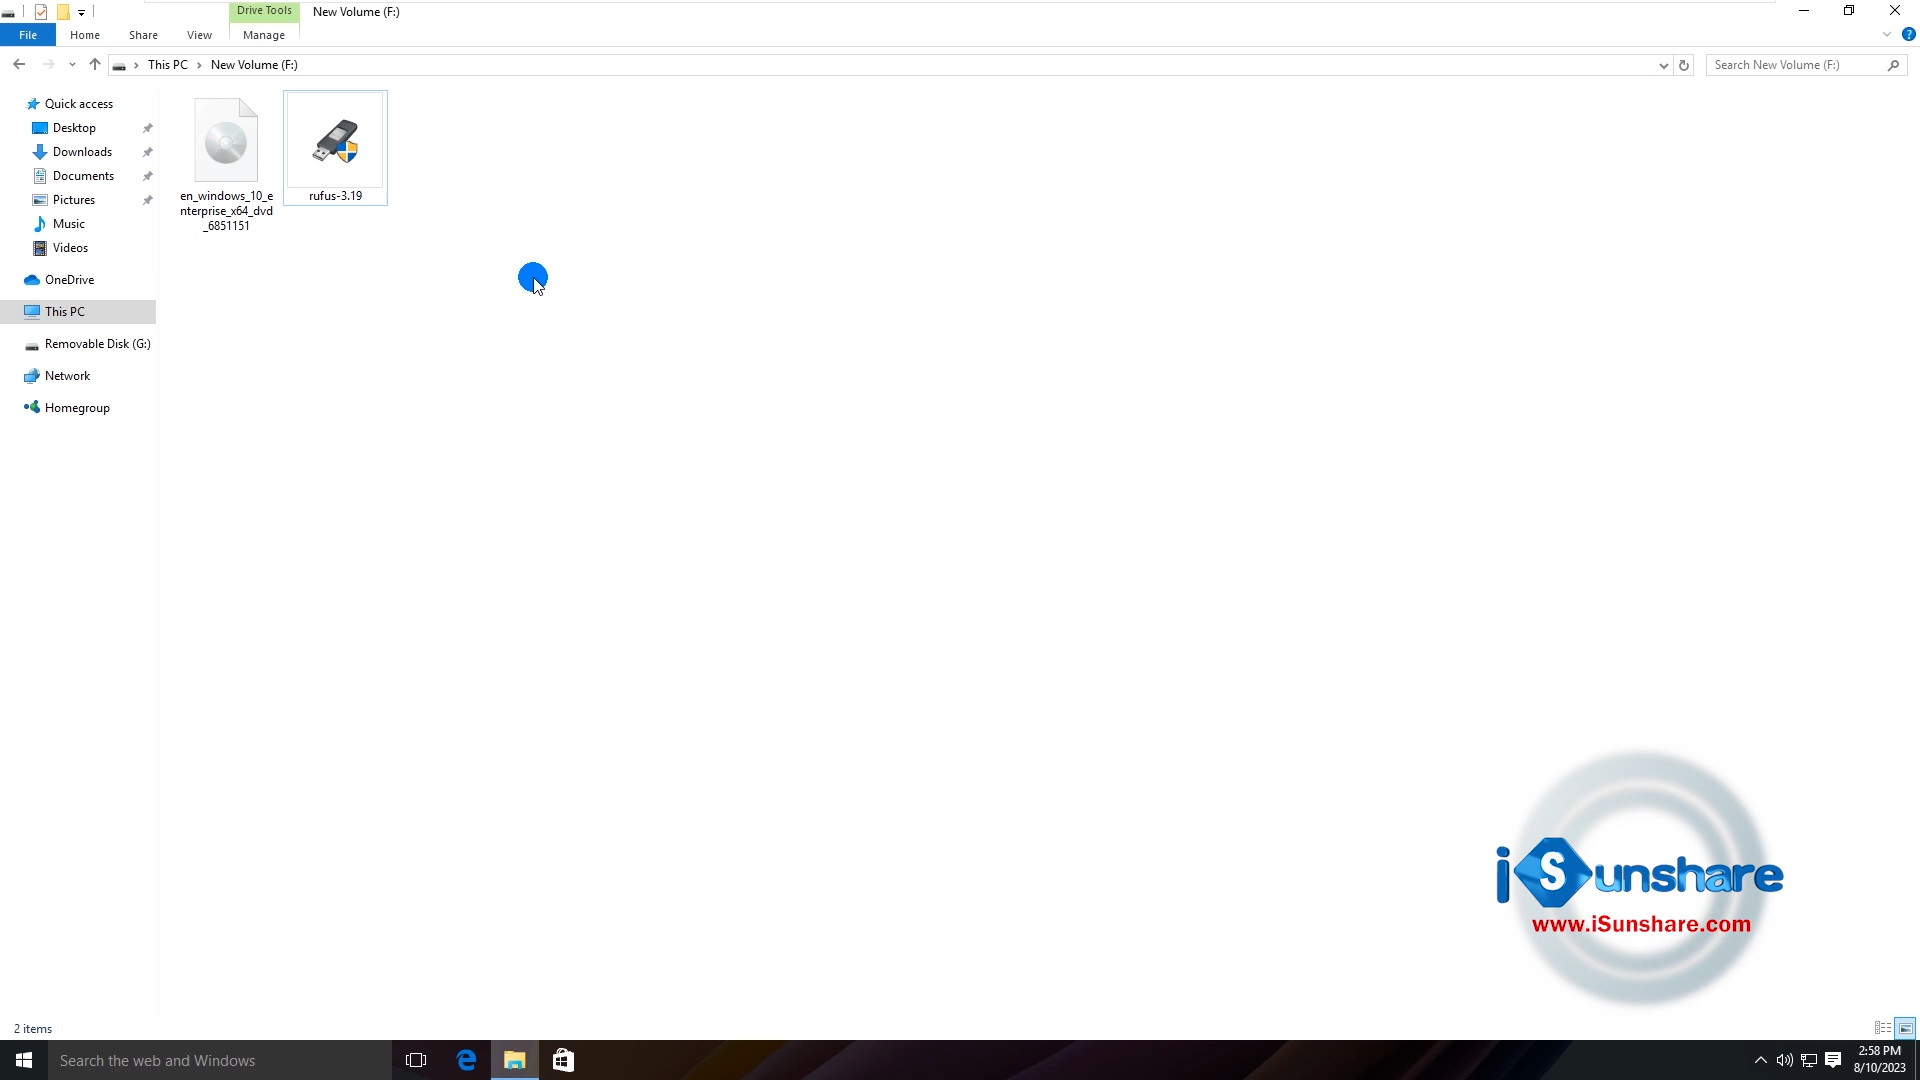 Drive Tools
New Volume (F:)
File
Home
Share
View
Manage
?
This PC
New Volume (F:)
Search New Volume (F:)
Quick access
Desktop
Downloads
Documents
Pictures
Music
Videos
OneDrive
This PC
Removable Disk (G:)
Network
Homegroup
en_windows_10_e
nterprise_x64_dvd
_6851151
rufus-3.19
iSunshare
www.iSunshare.com
2 items
Search the web and Windows
2:58 PM
8/10/2023